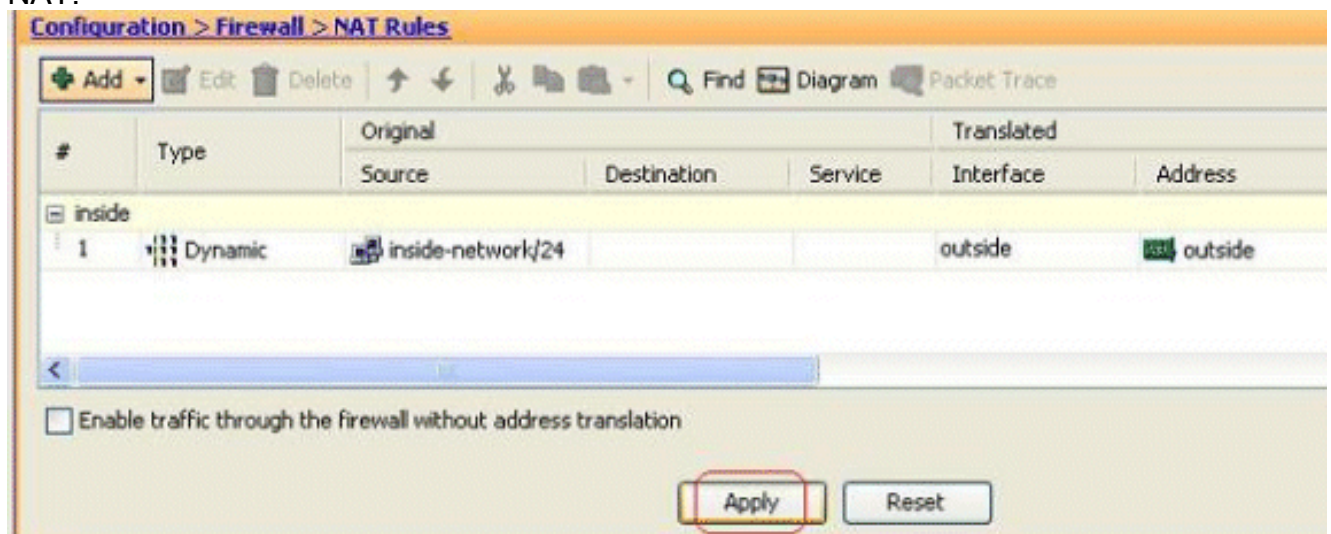 NAT.
Configuration > Firewall > NAT Rules
Add Edit Delete Find Diagram Packet Trace
# Type Original Translated
Source Destination Service Interface Address
inside
1 Dynamic inside-network/24 outside outside
Enable traffic through the firewall without address translation
Apply Reset